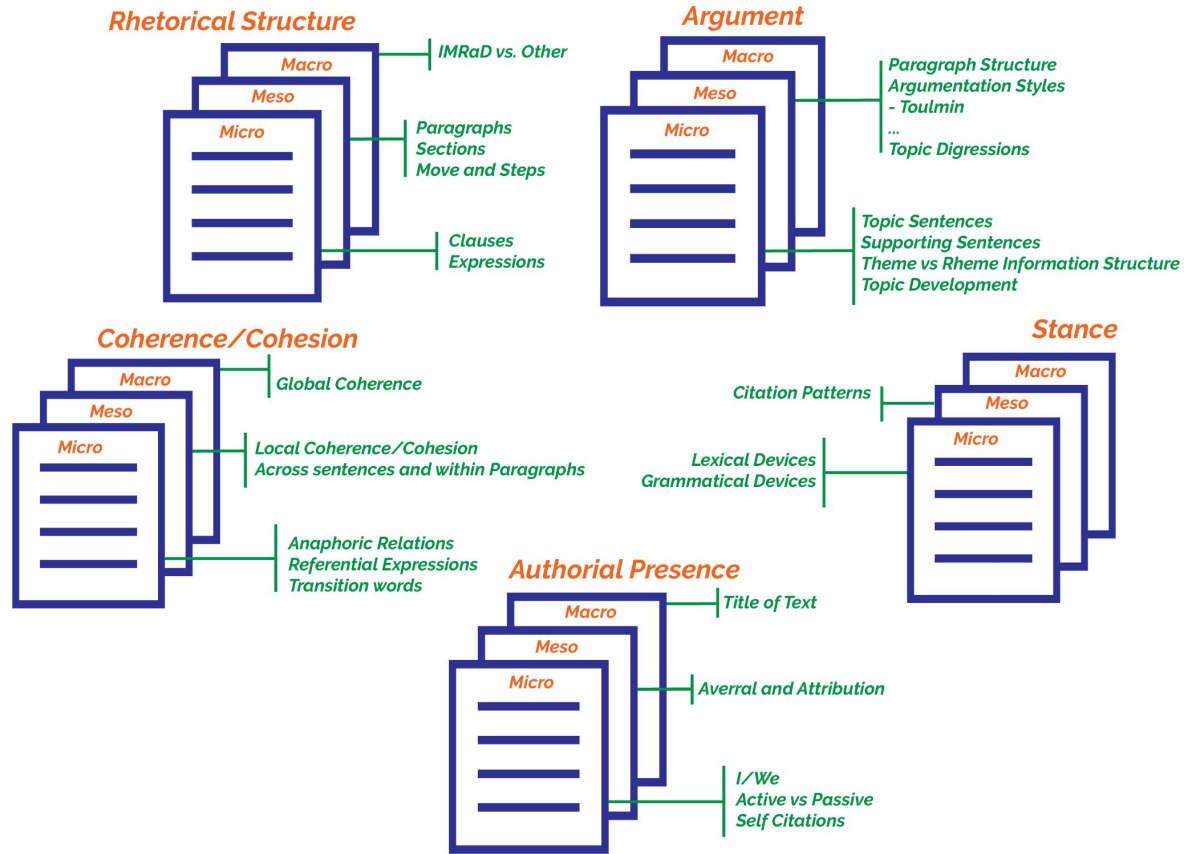 Rhetorical Structure
Macro
Meso
Micro
IMRaD vs. Other
Paragraphs
Sections
Move and Steps
Clauses
Expressions
Argument
Macro
Meso
Micro
Paragraph Structure
Argumentation Styles
- Toulmin
...
Topic Digressions
Topic Sentences
Supporting Sentences
Theme vs Rheme Information Structure
Topic Development
Coherence/Cohesion
Macro
Meso
Micro
Global Coherence
Local Coherence/Cohesion
Across sentences and within Paragraphs
Anaphoric Relations
Referential Expressions
Transition words
Stance
Macro
Meso
Micro
Citation Patterns
Lexical Devices
Grammatical Devices
Authorial Presence
Macro
Meso
Micro
Title of Text
Averral and Attribution
I/We
Active vs Passive
Self Citations